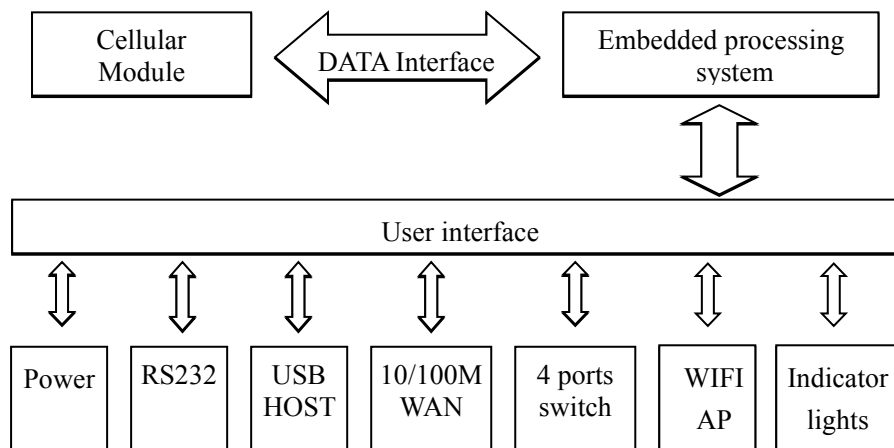 Cellular
Module
DATA Interface
Embedded processing
system
User interface
Power
RS232
USB
HOST
10/100M
WAN
4 ports
switch
WIFI
AP
Indicator
lights